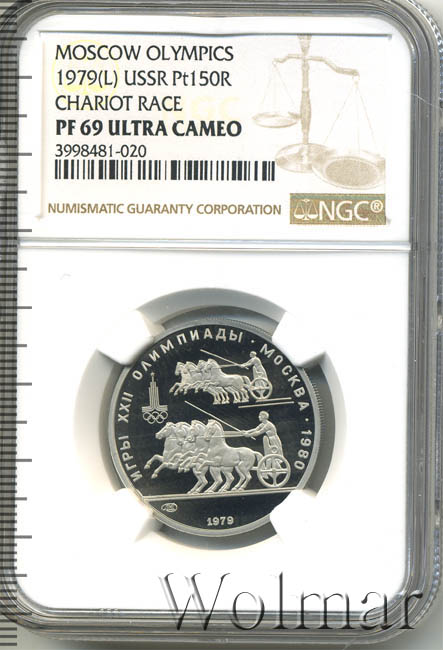 MOSCOW OLYMPICS
1979(L) USSR Pt150R
CHARIOT RACE
PF 69 ULTRA CAMEO
3998481-020
NUMISMATIC GUARANTY CORPORATION
NGC®
ИГРЫ XXII ОЛИМПИАДЫ · МОСКВА · 1980
1979
Wolmar